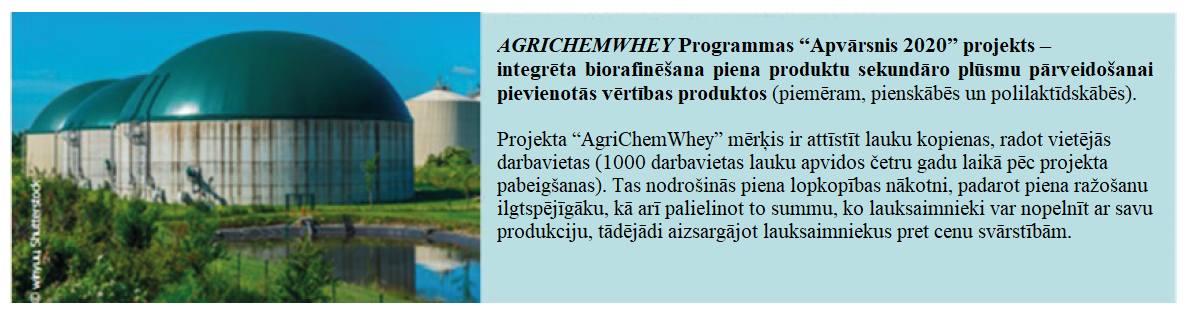 AGRICHEMWHEY Programmas “Apvārsnis 2020” projekts –
integrēta biorafinēšana piena produktu sekundāro plūsmu pārveidošanai
pievienotās vērtības produktos (piemēram, pienskābēs un polilaktīdskābēs).
Projekta “AgriChemWhey” mērķis ir attīstīt lauku kopienas, radot vietējās
darbavietas (1000 darbavietas lauku apvidos četru gadu laikā pēc projekta
pabeigšanas). Tas nodrošinās piena lopkopības nākotni, padarot piena ražošanu
ilgtspējīgāku, kā arī palielinot to summu, ko lauksaimnieki var nopelnīt ar savu
produkciju, tādējādi aizsargājot lauksaimniekus pret cenu svārstībām.
© whyuu, Shutterstock